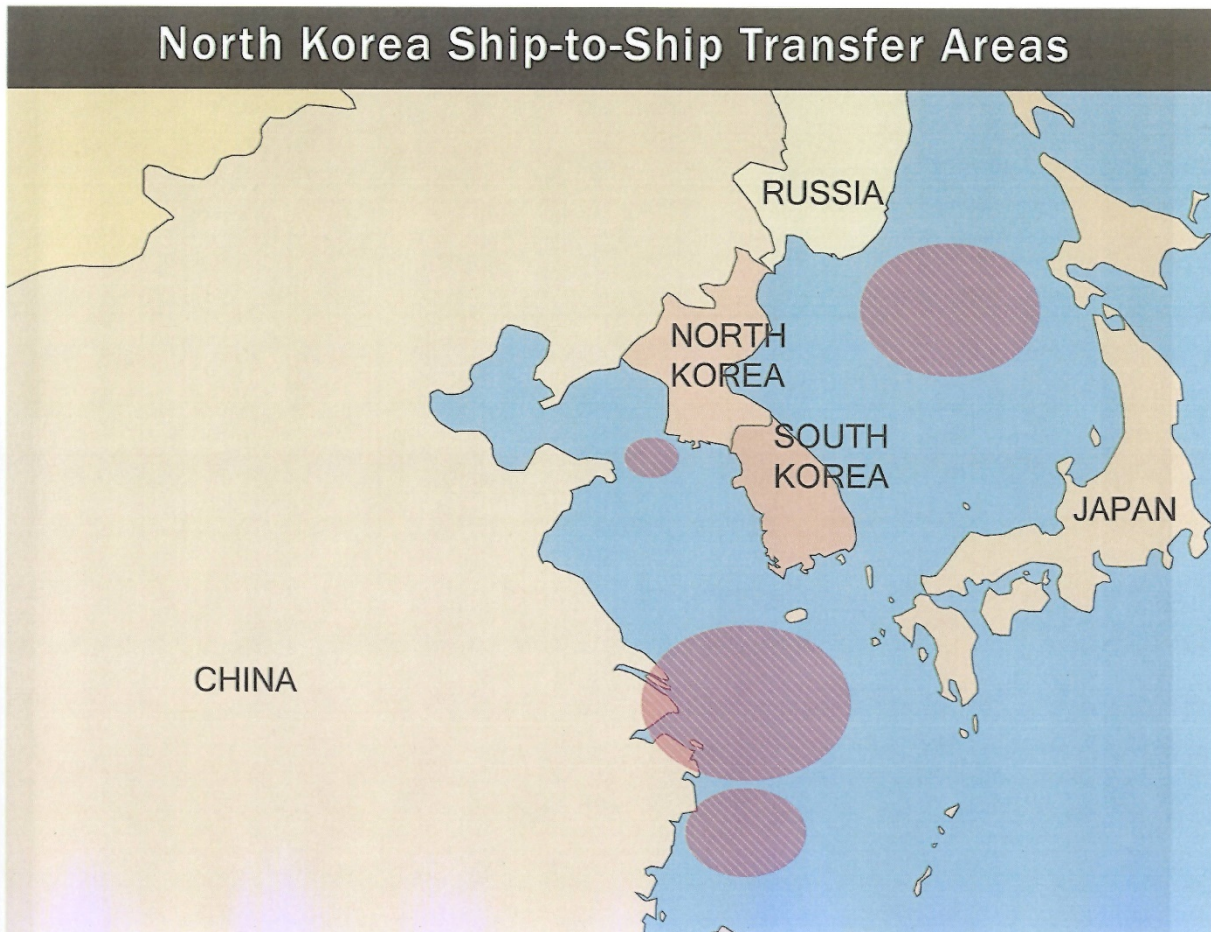 North Korea Ship-to-Ship Transfer Areas
RUSSIA
NORTH
KOREA
SOUTH
KOREA
JAPAN
CHINA